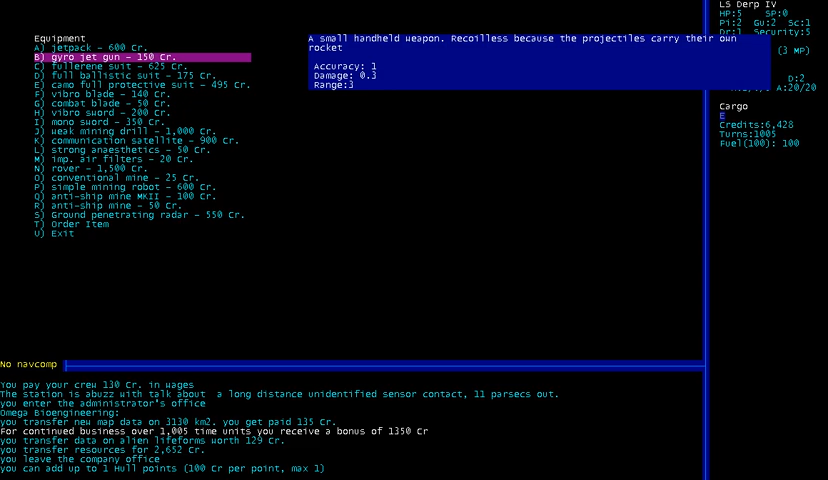 Equipment
A) jetpack - 600 Cr.
B) gyro jet gun - 150 Cr.
C) fullerene suit - 625 Cr.
D) full ballistic suit - 175 Cr.
E) camo full protective suit - 495 Cr.
F) vibro blade - 140 Cr.
G) combat blade - 50 Cr.
H) vibro sword - 200 Cr.
I) mono sword - 350 Cr.
J) weak mining drill - 1,000 Cr.
K) communication satellite - 900 Cr.
L) strong anaesthetics - 50 Cr.
M) imp. air filters - 20 Cr.
N) rover - 1,500 Cr.
O) conventional mine - 25 Cr.
P) simple mining robot - 600 Cr.
Q) anti-ship mine MKII - 100 Cr.
R) anti-ship mine - 50 Cr.
S) Ground penetrating radar - 550 Cr.
T) Order Item
U) Exit
A small handheld weapon. Recoilless because the projectiles carry their own
rocket
Accuracy: 1
Damage: 0.3
Range:3
LS Derp IV
HP:5 SP:0
Pi:2 Gu:2 Sc:1
Dr:1 Security:5
(3 MP)
D:2
A:20/20
Cargo
E
Credits:6,428
Turns:1005
Fuel(100): 100
No navcomp
You pay your crew 130 Cr. in wages
The station is abuzz with talk about a long distance unidentified sensor contact, 11 parsecs out.
you enter the administrator's office
Omega Bioengineering:
you transfer new map data on 3130 km2. you get paid 135 Cr.
For continued business over 1,005 time units you receive a bonus of 1350 Cr
you transfer data on alien lifeforms worth 129 Cr.
you transfer resources for 2,652 Cr.
you leave the company office
you can add up to 1 Hull points (100 Cr per point, max 1)